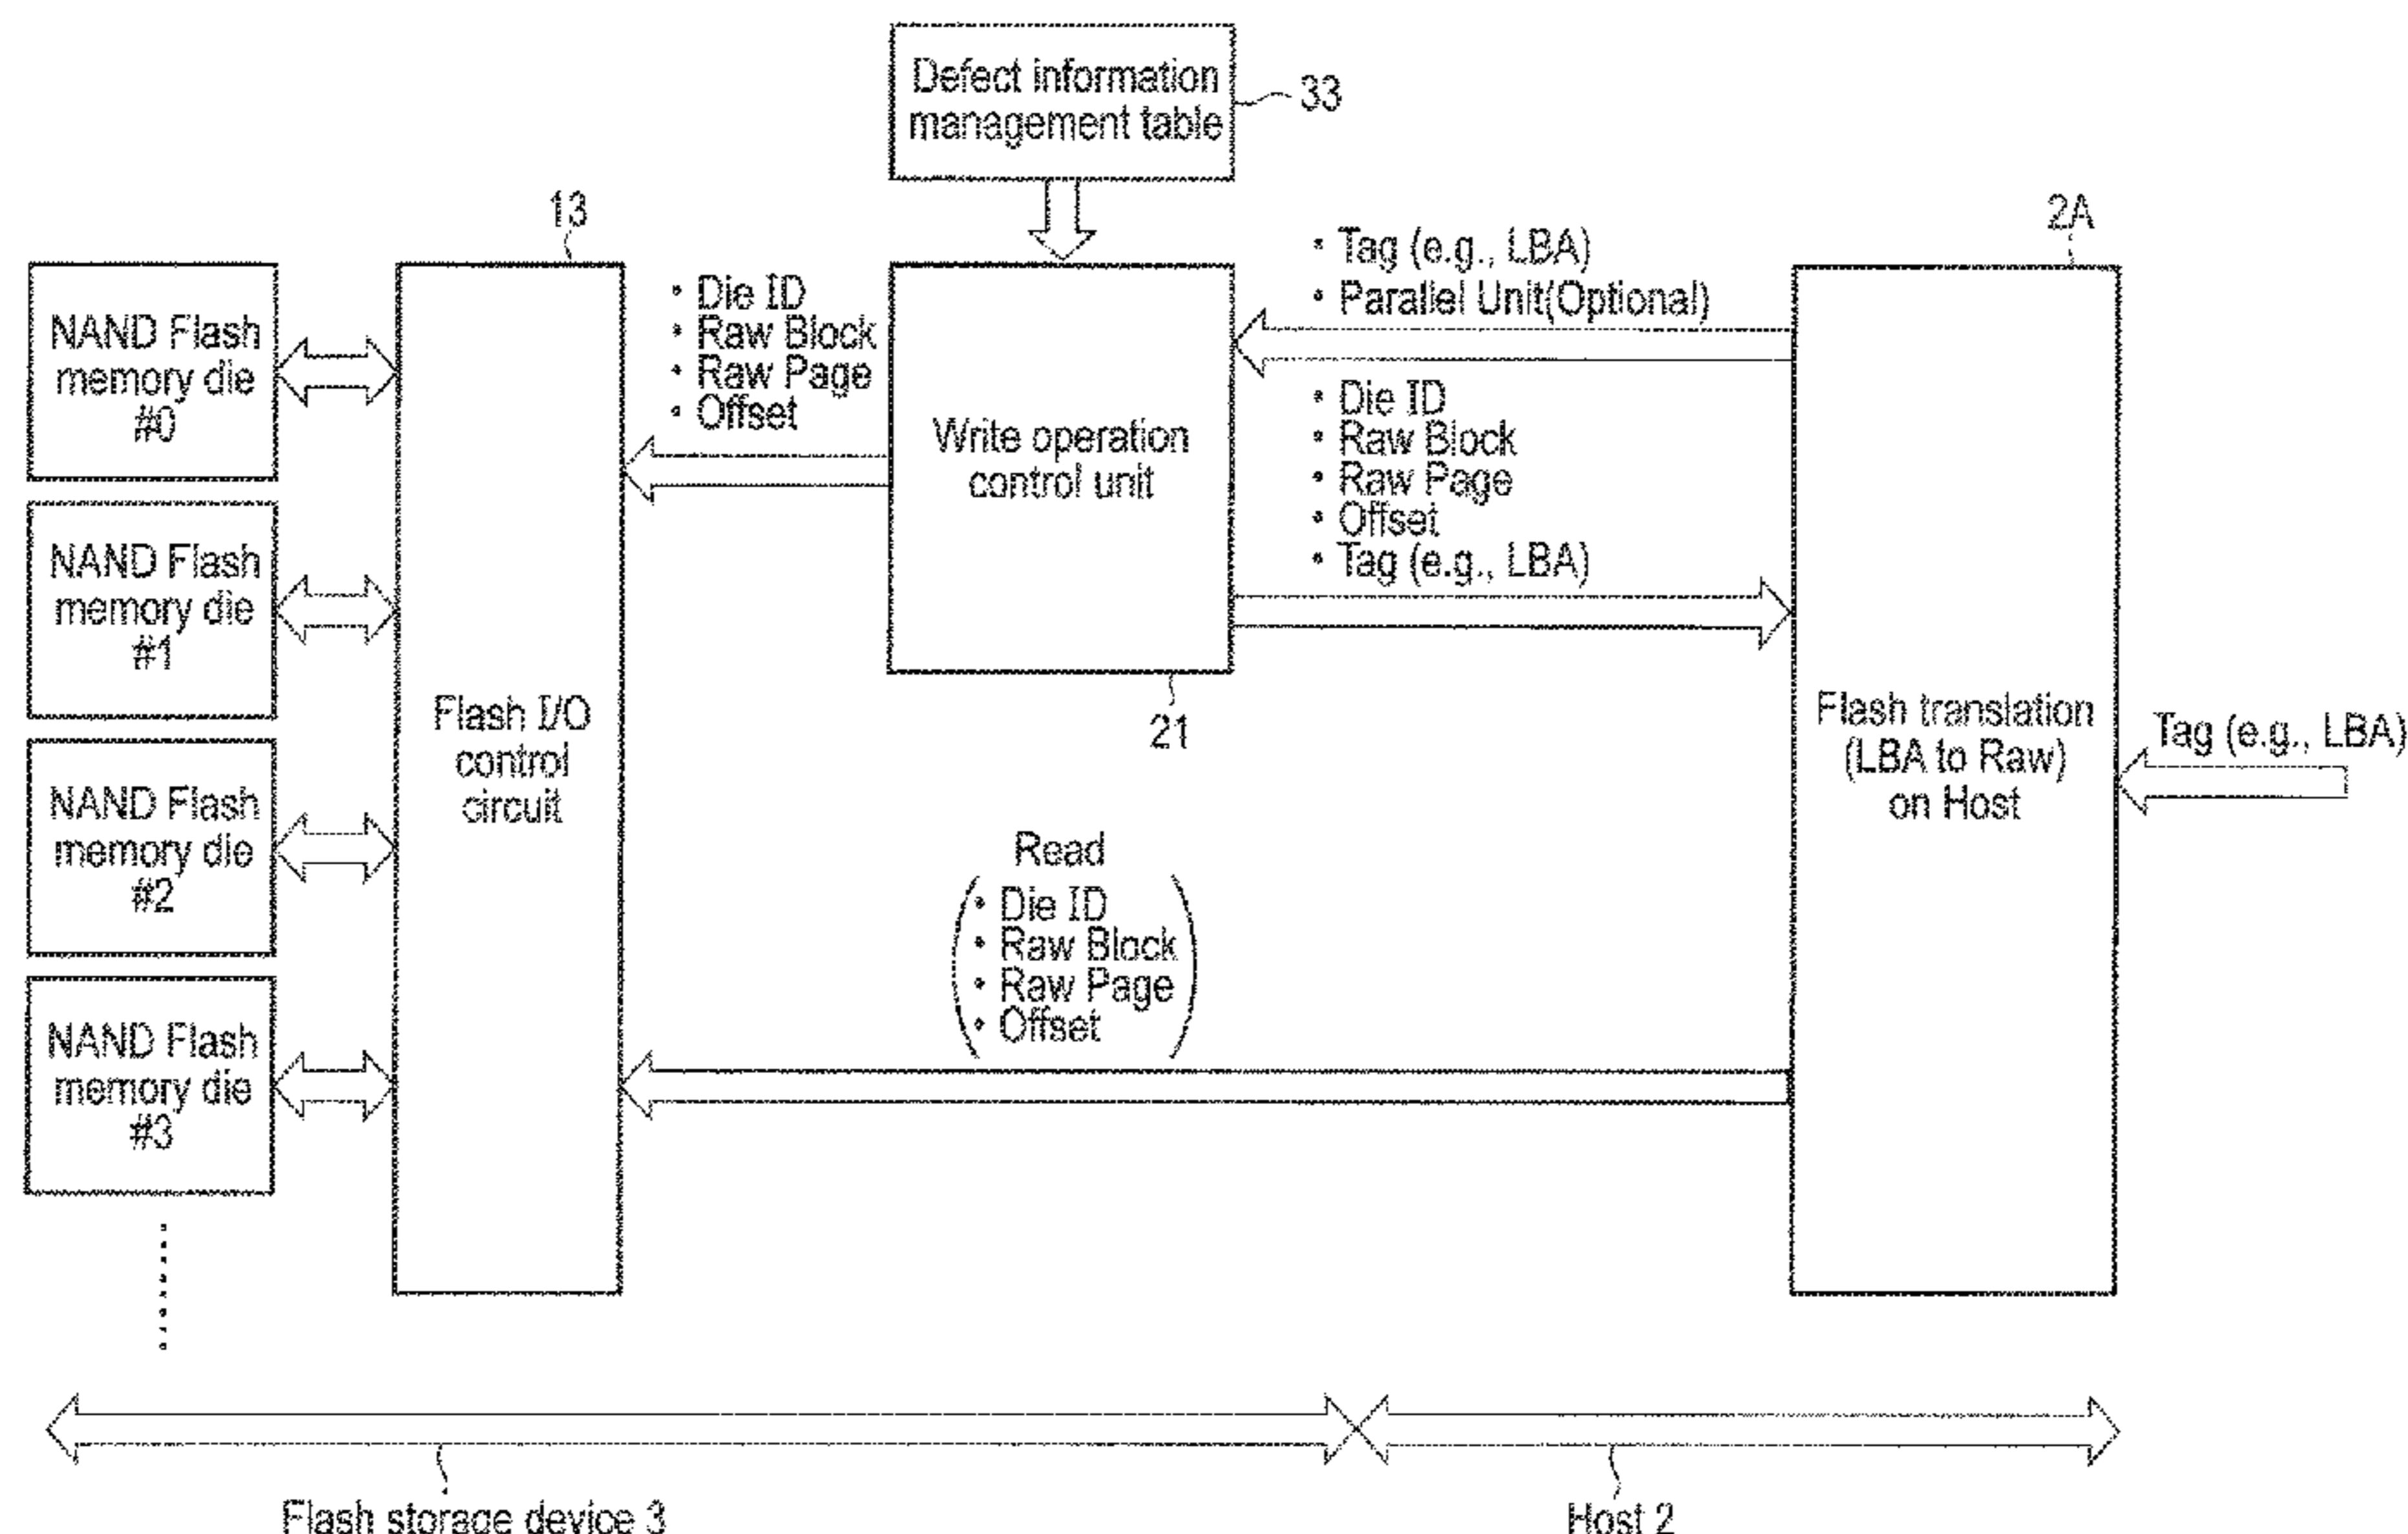 Defect information
management table
33
13
2A
NAND Flash
memory die
#0
NAND Flash
memory die
#1
NAND Flash
memory die
#2
NAND Flash
memory die
#3
Flash I/O
control
circuit
• Die ID
• Raw Block
• Raw Page
• Offset
Write operation
control unit
21
• Tag (e.g., LBA)
• Parallel Unit(Optional)
• Die ID
• Raw Block
• Raw Page
• Offset
• Tag (e.g., LBA)
Read
• Die ID
• Raw Block
• Raw Page
• Offset
Flash translation
(LBA to Raw)
on Host
Tag (e.g., LBA)
Flash storage device 3
Host 2